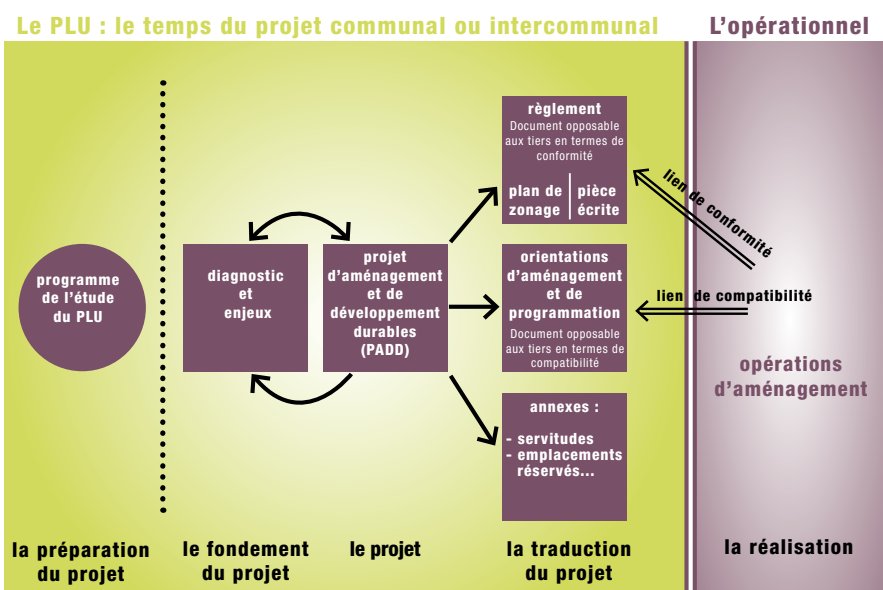 Le PLU : le temps du projet communal ou intercommunal
L'opérationnel
programme
de l'étude
du PLU
diagnostic
et
enjeux
projet
d'aménagement
et de
développement
durables
(PADD)
règlement
Document opposable
aux tiers en termes de
conformité
plan de
zonage
pièce
écrite
orientations
d'aménagement
et de
programmation
Document opposable
aux tiers en termes de
compatibilité
annexes :
- servitudes
- emplacements
réservés...
lien de conformité
lien de compatibilité
opérations
d'aménagement
la préparation
du projet
le fondement
du projet
le projet
la traduction
du projet
la réalisation